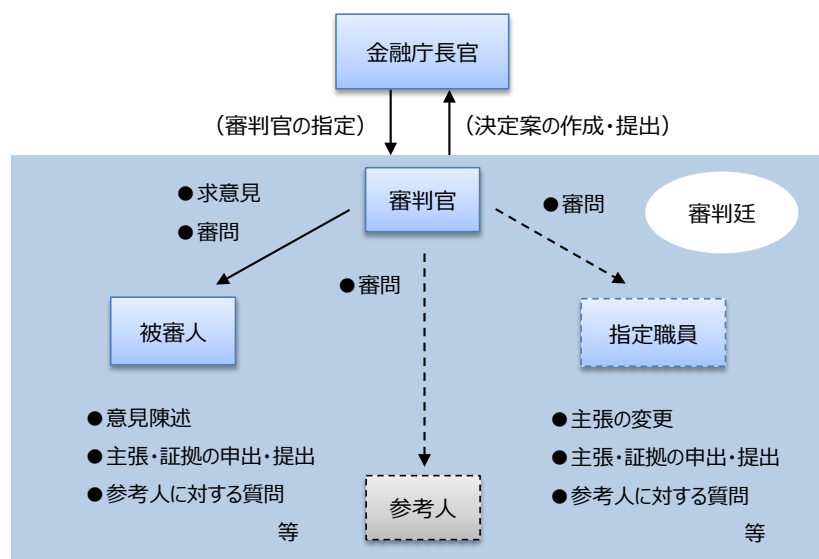 金融庁長官
（審判官の指定）
（決定案の作成・提出）
審判官
審判廷
●求意見
●審問
●審問
●審問
被審人
指定職員
●意見陳述
●主張・証拠の申出・提出
●参考人に対する質問
等
参考人
●主張の変更
●主張・証拠の申出・提出
●参考人に対する質問
等